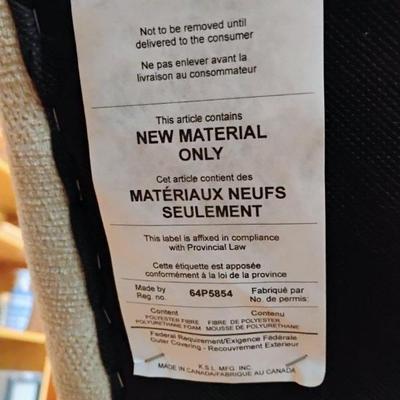 Not to be removed until
delivered to the consumer
Ne pas enlever avant la
livraison au consommateur
This article contains
NEW MATERIAL
ONLY
Cet article contient des
MATÉRIAUX NEUFS
SEULEMENT
This label is affixed in compliance
with Provincial Law
Cette étiquette est apposée
conformément à la loi de la province
Made by Reg. no. 64P5854 Fabriqué par No. de permis:
Content Contenu
POLYESTER FIBRE FIBRE DE POLYESTER
POLYURETHANE FOAM MOUSSE DE POLYURETHANE
Federal Requirement/Exigence Fédérale
Outer Covering - Recouvrement Extérieur
K.S.L. MFG. INC.
MADE IN CANADA/FABRIQUE AU CANADA